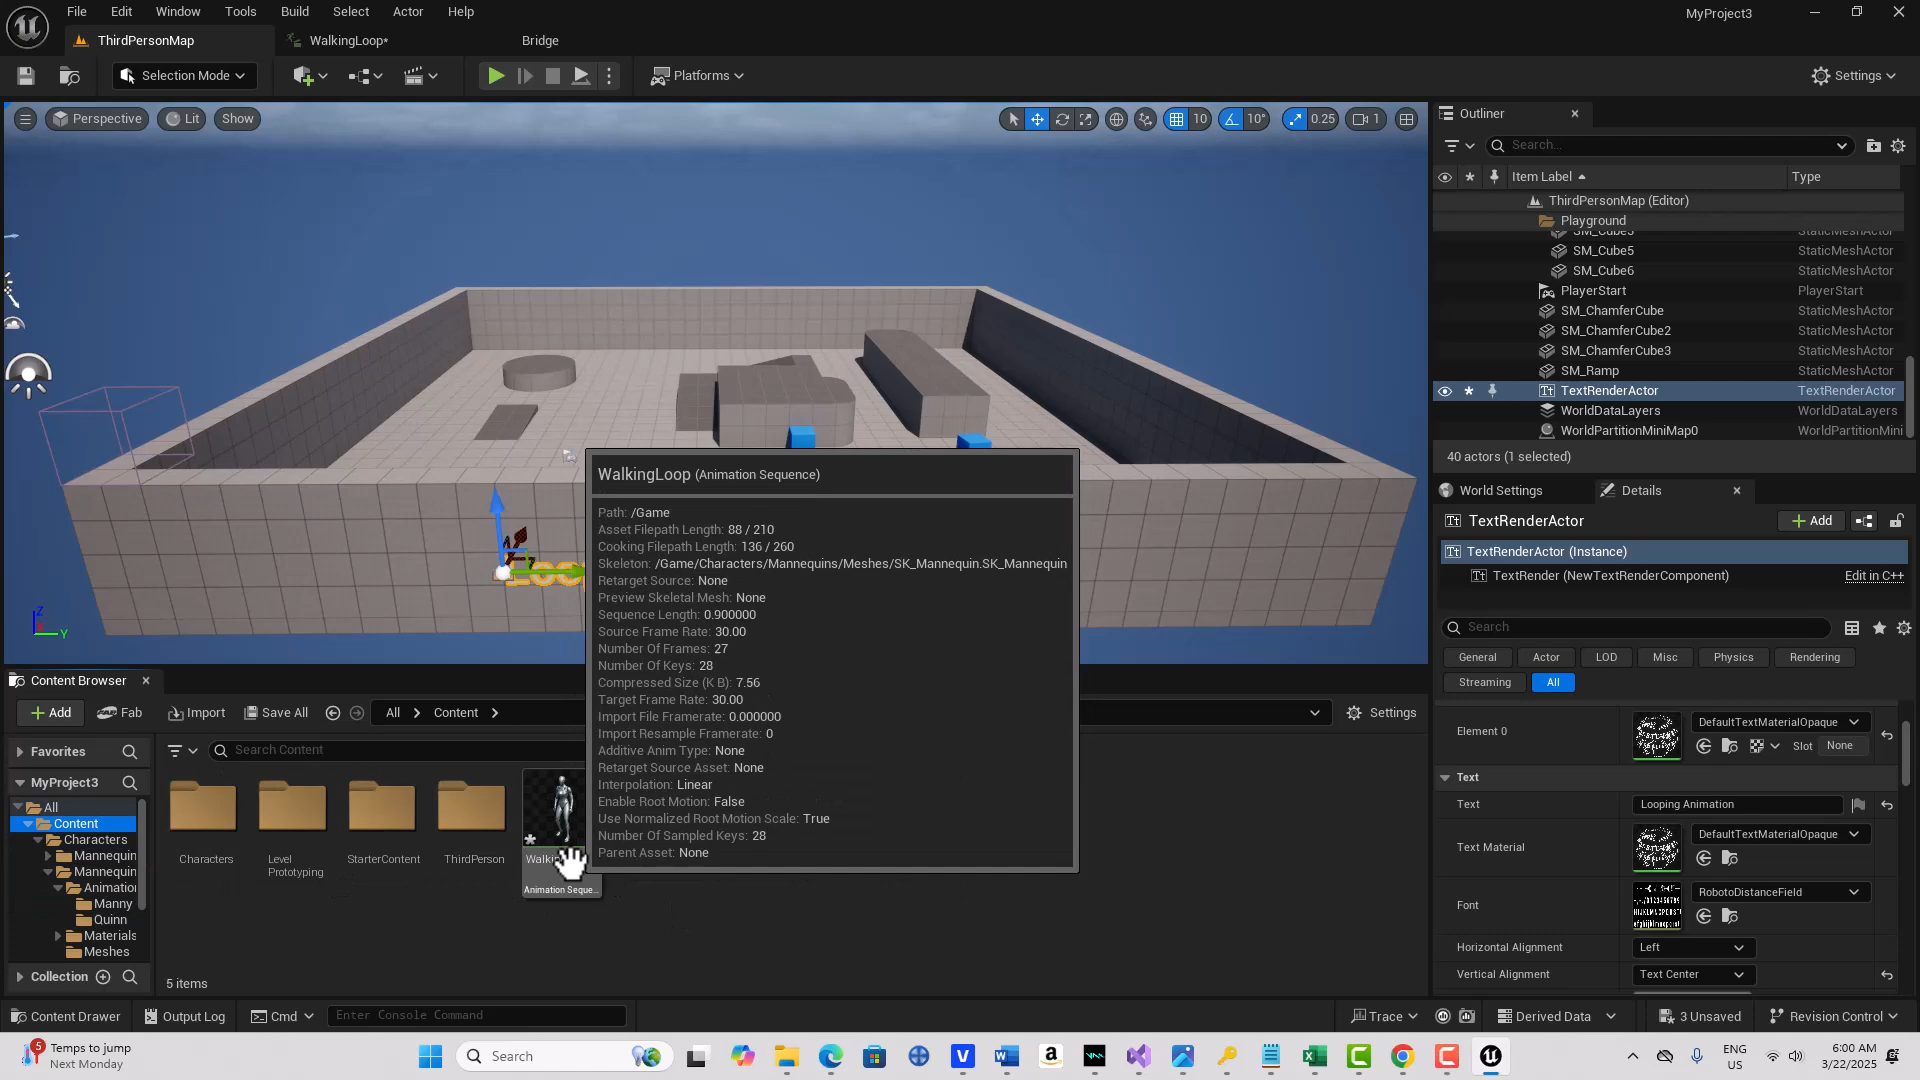 File Edit Window Tools Build Select Actor Help
MyProject3
ThirdPersonMap
WalkingLoop*
Bridge
Selection Mode
Platforms
Settings
Perspective Lit Show
10 10° 0.25 1
Outliner
Search...
Item Label Type
ThirdPersonMap (Editor)
Playground
SM_Cube5 StaticMeshActor
SM_Cube6 StaticMeshActor
PlayerStart PlayerStart
SM_ChamferCube StaticMeshActor
SM_ChamferCube2 StaticMeshActor
SM_ChamferCube3 StaticMeshActor
SM_Ramp StaticMeshActor
TextRenderActor TextRenderActor
WorldDataLayers WorldDataLayers
WorldPartitionMiniMap0 WorldPartitionMini
40 actors (1 selected)
World Settings Details
TextRenderActor
Add
TextRenderActor (Instance)
TextRender (NewTextRenderComponent) Edit in C++
Search
General Actor LOD Misc Physics Rendering
Streaming All
Element 0
DefaultTextMaterialOpaque
Slot None
Text
Text Looping Animation
Text Material
DefaultTextMaterialOpaque
Font
RobotoDistanceField
Horizontal Alignment Left
Vertical Alignment Text Center
WalkingLoop (Animation Sequence)
Path: /Game
Asset Filepath Length: 88 / 210
Cooking Filepath Length: 136 / 260
Skeleton: /Game/Characters/Mannequins/Meshes/SK_Mannequin.SK_Mannequin
Retarget Source: None
Preview Skeletal Mesh: None
Sequence Length: 0.900000
Source Frame Rate: 30.00
Number Of Frames: 27
Number Of Keys: 28
Compressed Size (K B): 7.56
Target Frame Rate: 30.00
Import File Framerate: 0.000000
Import Resample Framerate: 0
Additive Anim Type: None
Retarget Source Asset: None
Interpolation: Linear
Enable Root Motion: False
Use Normalized Root Motion Scale: True
Number Of Sampled Keys: 28
Parent Asset: None
Z
Y
Content Browser
Add Fab Import Save All All Content
Settings
Favorites
Search Content
MyProject3
All
Content
Characters
Mannequin
Mannequin
Animatio
Manny
Quinn
Materials
Meshes
Collection
Characters
Level
Prototyping
StarterContent
ThirdPerson
Animation Seque...
5 items
Content Drawer Output Log Cmd Enter Console Command
Trace Derived Data 3 Unsaved Revision Control
5 Temps to jump
Next Monday
Search
ENG
US
6:00 AM
3/22/2025